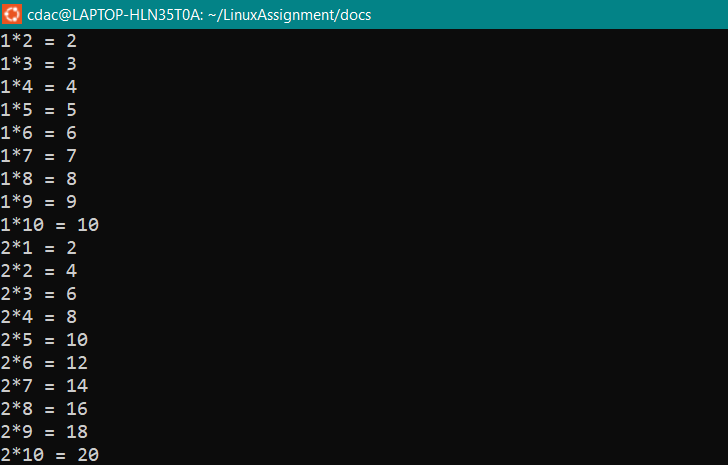 cdac@LAPTOP-HLN35T0A: ~/LinuxAssignment/docs
1*2 = 2
1*3 = 3
1*4 = 4
1*5 = 5
1*6 = 6
1*7 = 7
1*8 = 8
1*9 = 9
1*10 = 10
2*1 = 2
2*2 = 4
2*3 = 6
2*4 = 8
2*5 = 10
2*6 = 12
2*7 = 14
2*8 = 16
2*9 = 18
2*10 = 20